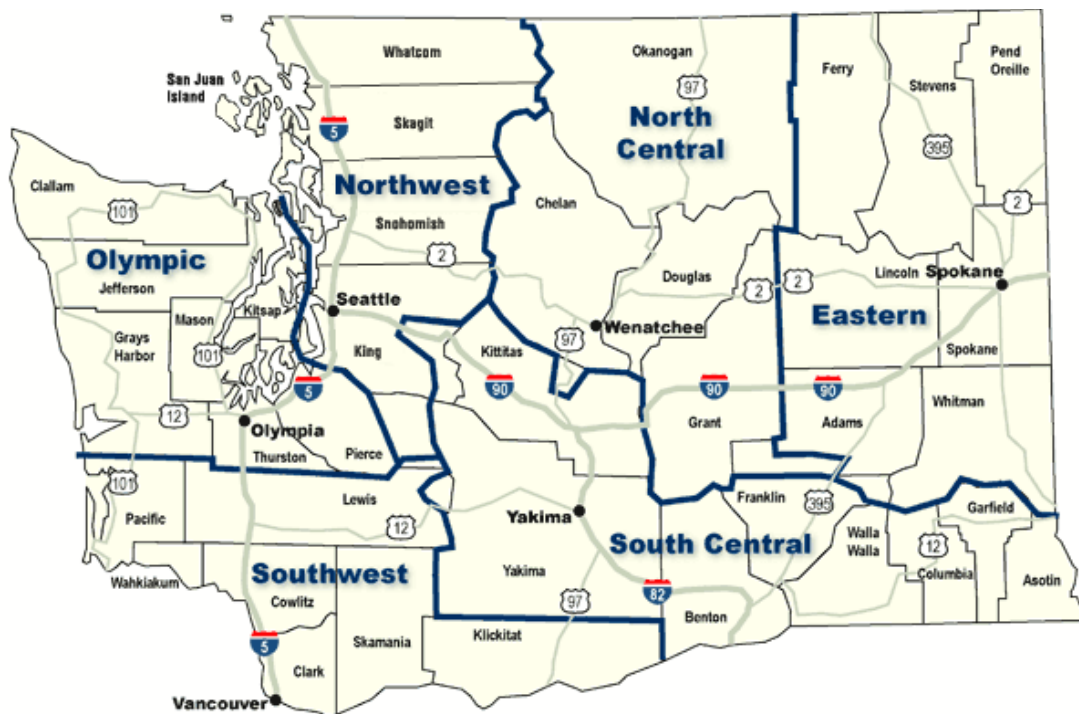 Whatcom
Okanogan
Pend
Oreille
Ferry
Stevens
San Juan
Island
97
Skagit
5
North
Central
395
Clallam
Northwest
Chelan
101
2
Snohomish
2
Olympic
Jefferson
Douglas
Lincoln
Spokane
2
2
Kitsap
Seattle
Mason
Eastern
Wenatchee
Grays
Harbor
97
King
Kittitas
Spokane
101
5
90
90
90
Whitman
12
Olympia
Grant
Adams
Thurston
Pierce
101
Lewis
Franklin
395
Garfield
Pacific
12
Yakima
Walla
Walla
12
South Central
Wahkiakum
Southwest
Yakima
Columbia
Asotin
Cowlitz
97
82
Benton
Klickitat
5
Skamania
Clark
Vancouver